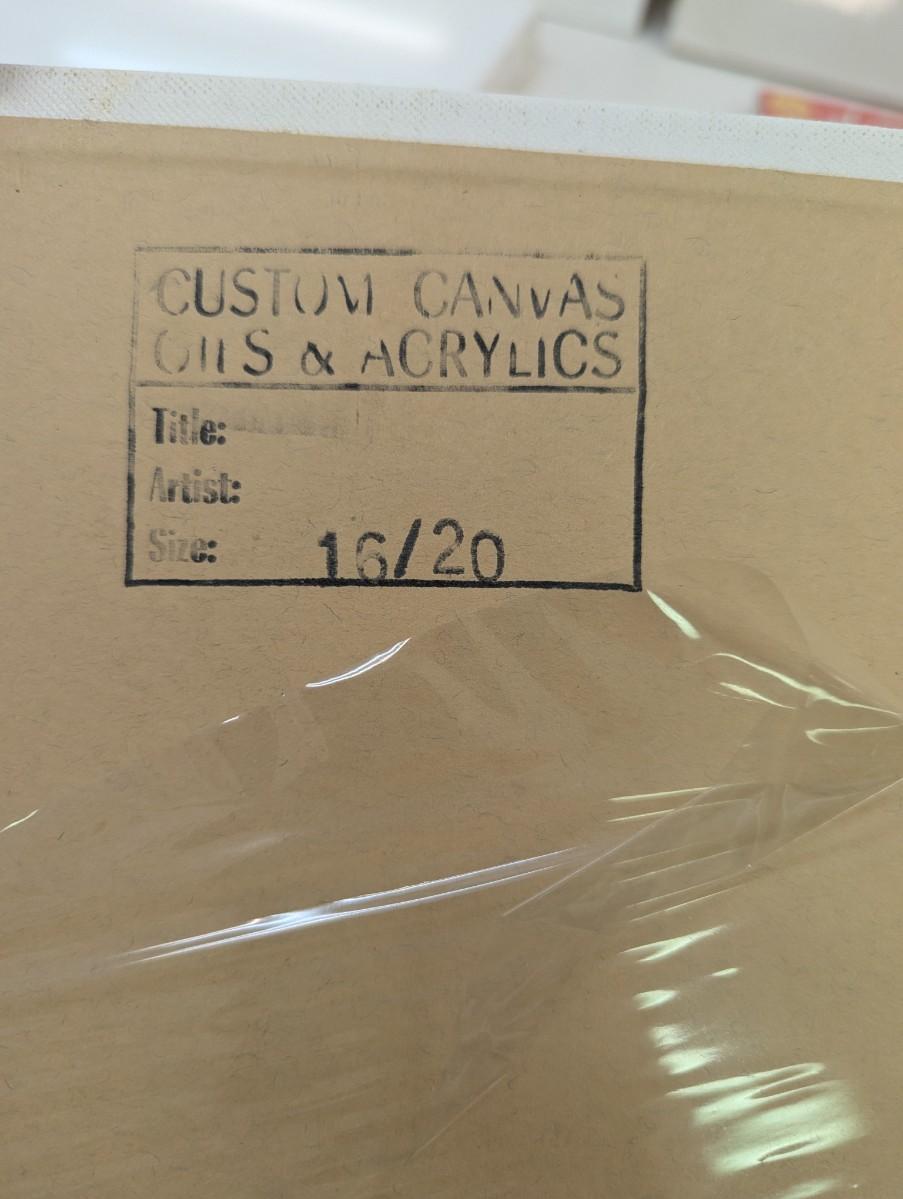 CUSTOM CANVAS
OILS & ACRYLICS
Title:
Artist:
Size: 16/20